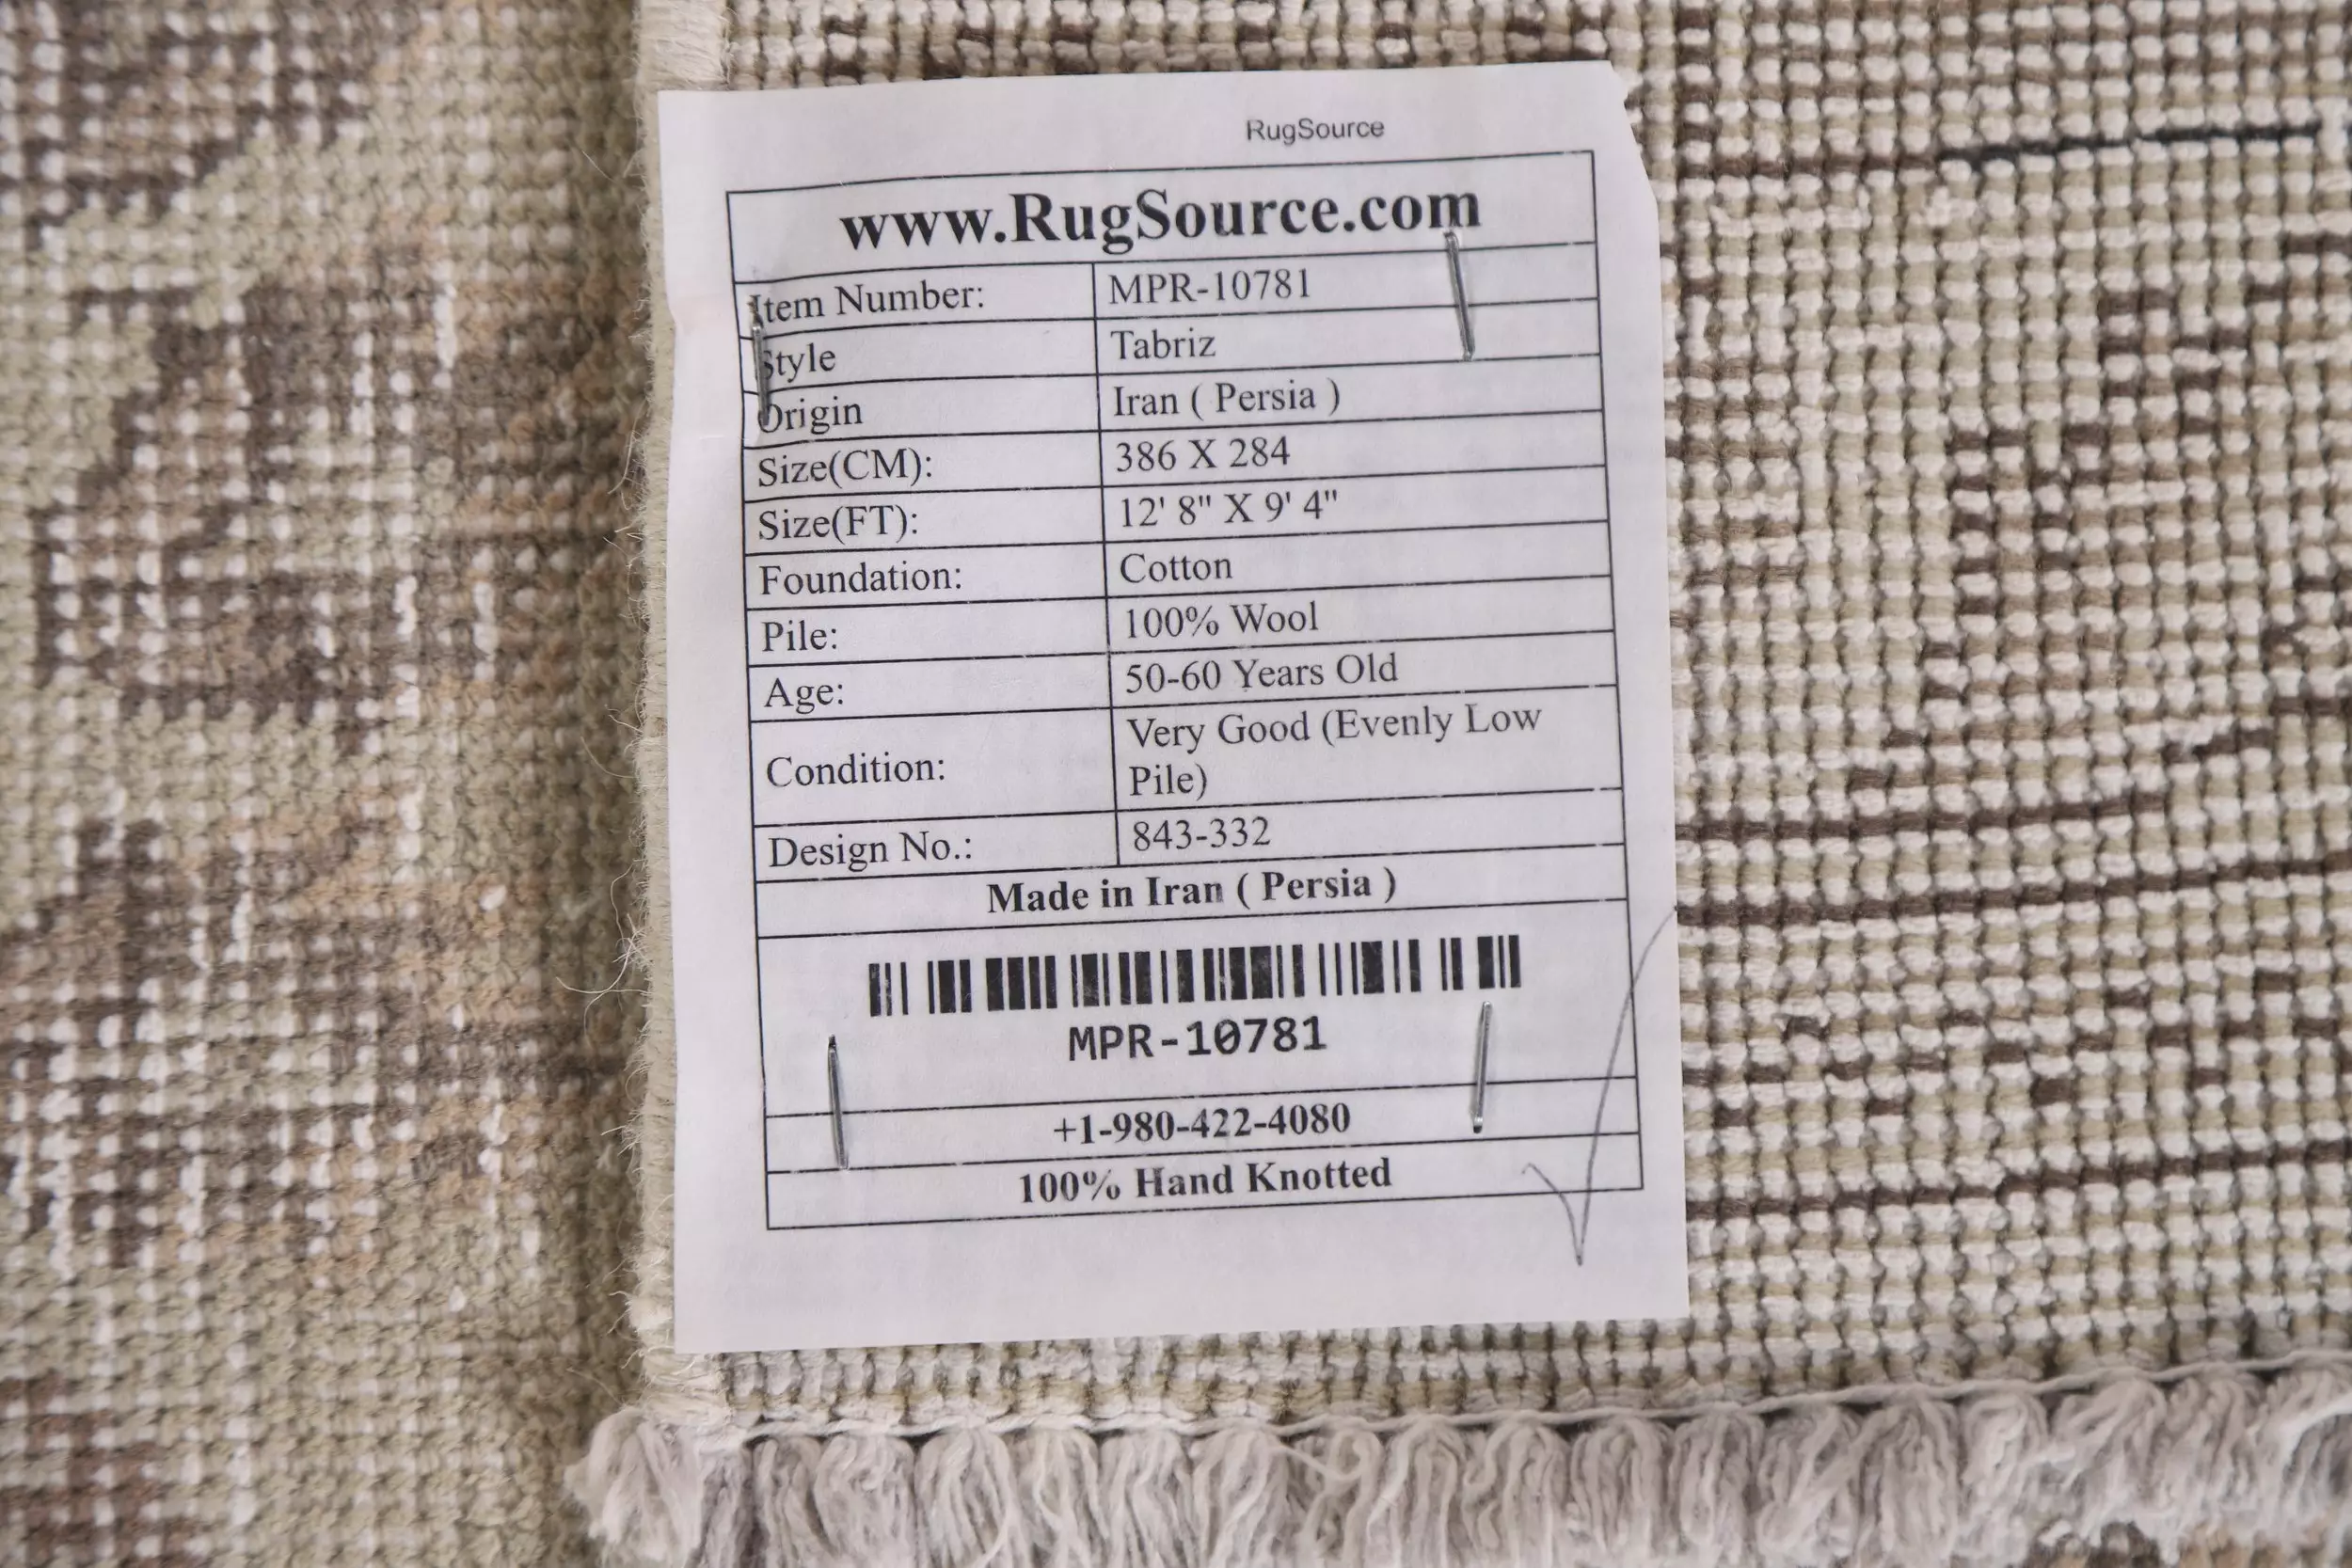 RugSource
www.RugSource.com
Item Number: MPR-10781
Style Tabriz
Origin Iran ( Persia )
Size(CM): 386 X 284
Size(FT): 12' 8" X 9' 4"
Foundation: Cotton
Pile: 100% Wool
Age: 50-60 Years Old
Condition: Very Good (Evenly Low
Pile)
Design No.: 843-332
Made in Iran ( Persia )
MPR-10781
+1-980-422-4080
100% Hand Knotted